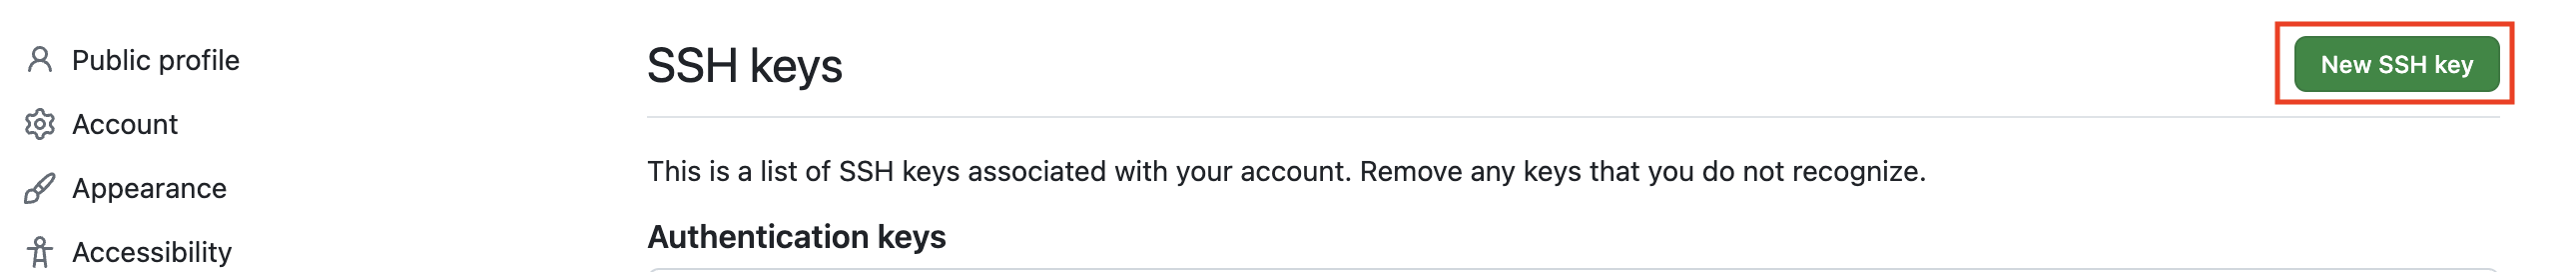 Public profile
Account
Appearance
Accessibility
SSH keys
New SSH key
This is a list of SSH keys associated with your account. Remove any keys that you do not recognize.
Authentication keys